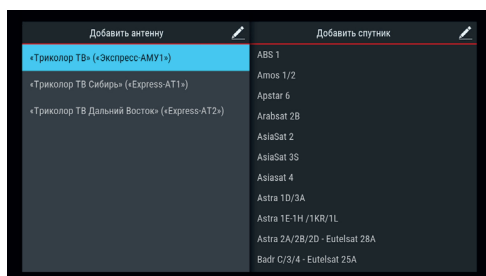 Добавить антенну
«Триколор ТВ» («Экспресс-АМУ1»)
«Триколор ТВ Сибирь» («Express-AT1»)
«Триколор ТВ Дальний Восток» («Express-AT2»)
Добавить спутник
ABS 1
Amos 1/2
Apstar 6
Arabsat 2B
AsiaSat 2
AsiaSat 3S
Asiasat 4
Astra 1D/3A
Astra 1E-1H /1KR/1L
Astra 2A/2B/2D - Eutelsat 28A
Badr C/3/4 - Eutelsat 25A